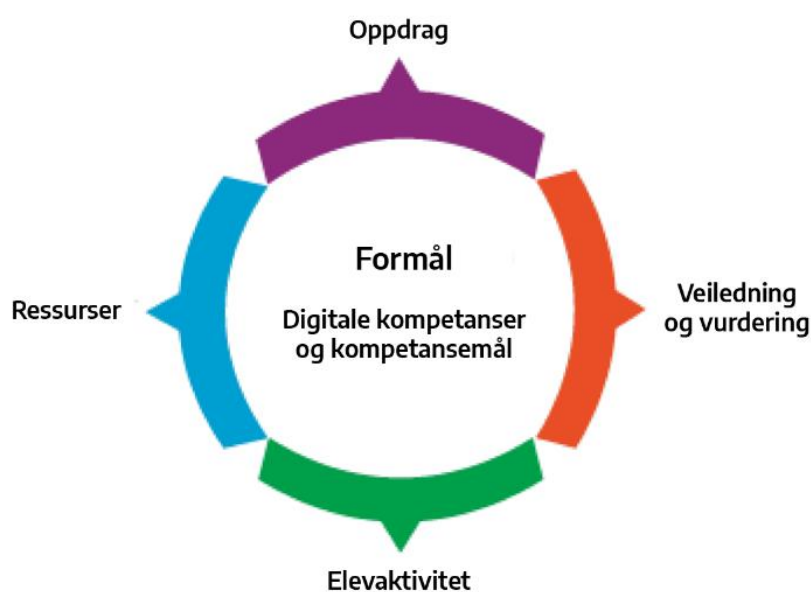 Oppdrag
Formål
Digitale kompetanser
og kompetansemål
Ressurser
Veiledning
og vurdering
Elevaktivitet